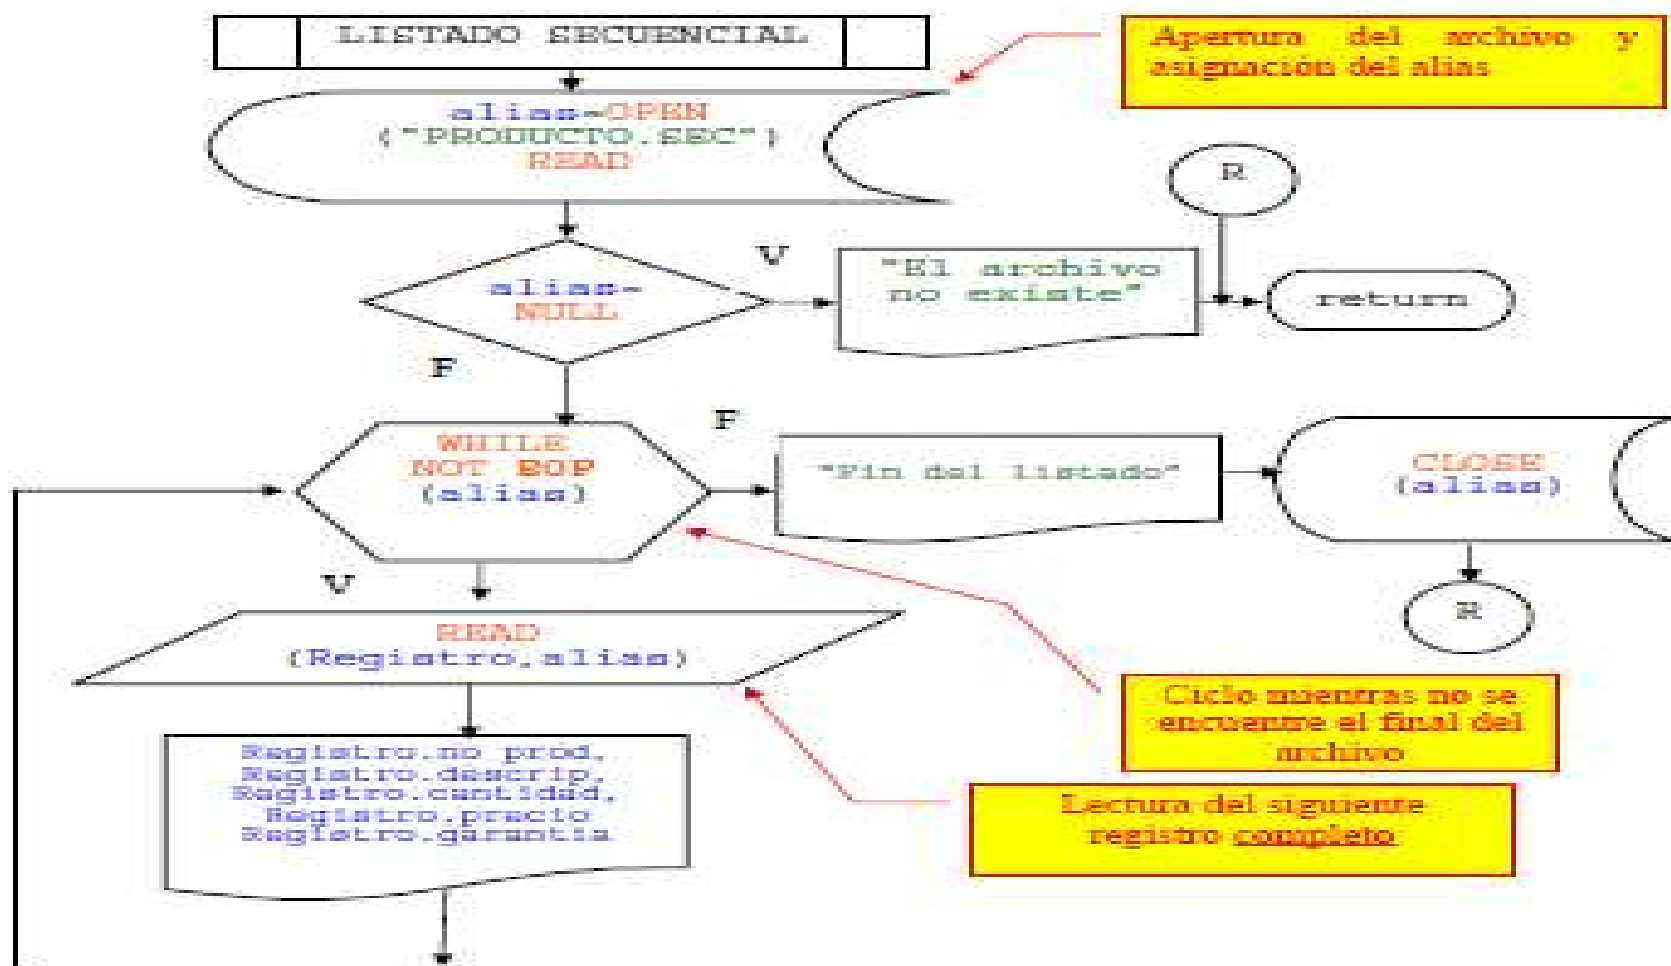 LISTADO SECUENCIAL
Apertura del archivo y
asignación del alias
alias=OPEN
("PRODUCTO.SEC")
READ
R
alias=
NULL
V
"El archivo
no existe"
return
F
WHILE
NOT EOF
(alias)
F
"Fin del listado"
CLOSE
(alias)
R
V
READ
(Registro,alias)
Ciclo mientras no se
encuentre el final del
archivo
Registro.no prod,
Registro.descrip,
Registro.cantidad,
Registro.precio
Registro.garantia
Lectura del siguiente
registro completo